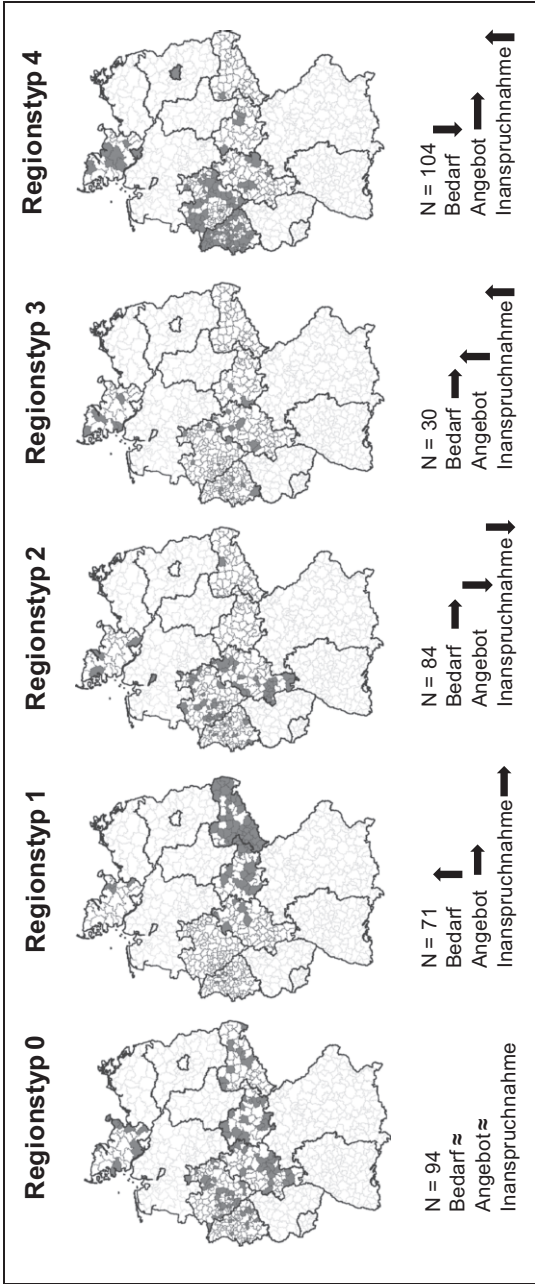 Regionstyp 0
N = 94
Bedarf ≈
Angebot ≈
Inanspruchnahme
Regionstyp 1
N = 71
Bedarf
Angebot
Inanspruchnahme
Regionstyp 2
N = 84
Bedarf
Angebot
Inanspruchnahme
Regionstyp 3
N = 30
Bedarf
Angebot
Inanspruchnahme
Regionstyp 4
N = 104
Bedarf
Angebot
Inanspruchnahme